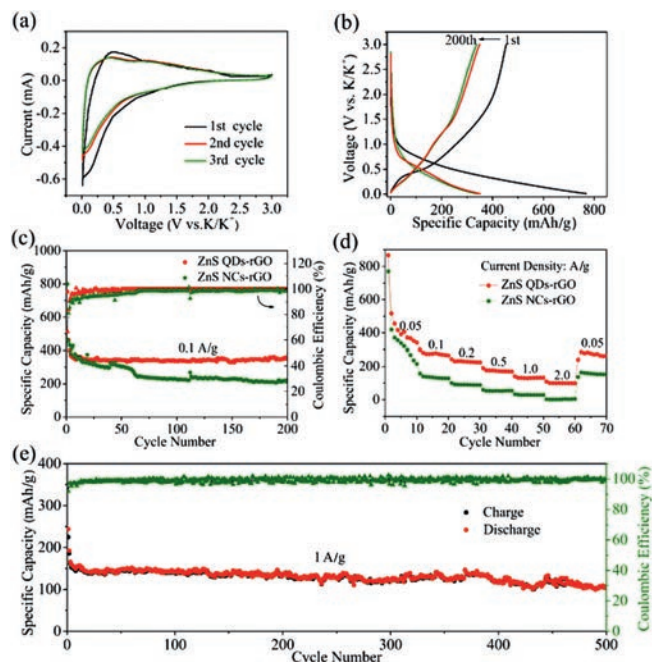 (a)
0.2
0.0
-0.2
-0.4
-0.6
Current (mA)
1st cycle
2nd cycle
3rd cycle
0.0 0.5 1.0 1.5 2.0 2.5 3.0
Voltage (V vs.K/K⁺)
(b)
3.0
2.5
2.0
1.5
1.0
0.5
0.0
Voltage (V vs. K/K⁺)
200th
1st
0 200 400 600 800
Specific Capacity (mAh/g)
(c)
1000
800
600
400
200
0
Specific Capacity (mAh/g)
ZnS QDs-rGO
ZnS NCs-rGO
0.1 A/g
120
100
80
60
40
20
0
Coulombic Efficiency (%)
0 50 100 150 200
Cycle Number
(d)
800
600
400
200
0
Specific Capacity (mAh/g)
Current Density: A/g
ZnS QDs-rGO
ZnS NCs-rGO
0.05
0.1
0.2
0.5
1.0
2.0
0.05
0 10 20 30 40 50 60 70
Cycle Number
(e)
400
300
200
100
0
Specific Capacity (mAh/g)
Charge
Discharge
1 A/g
100
80
60
40
20
0
Coulombic Efficiency (%)
0 100 200 300 400 500
Cycle Number